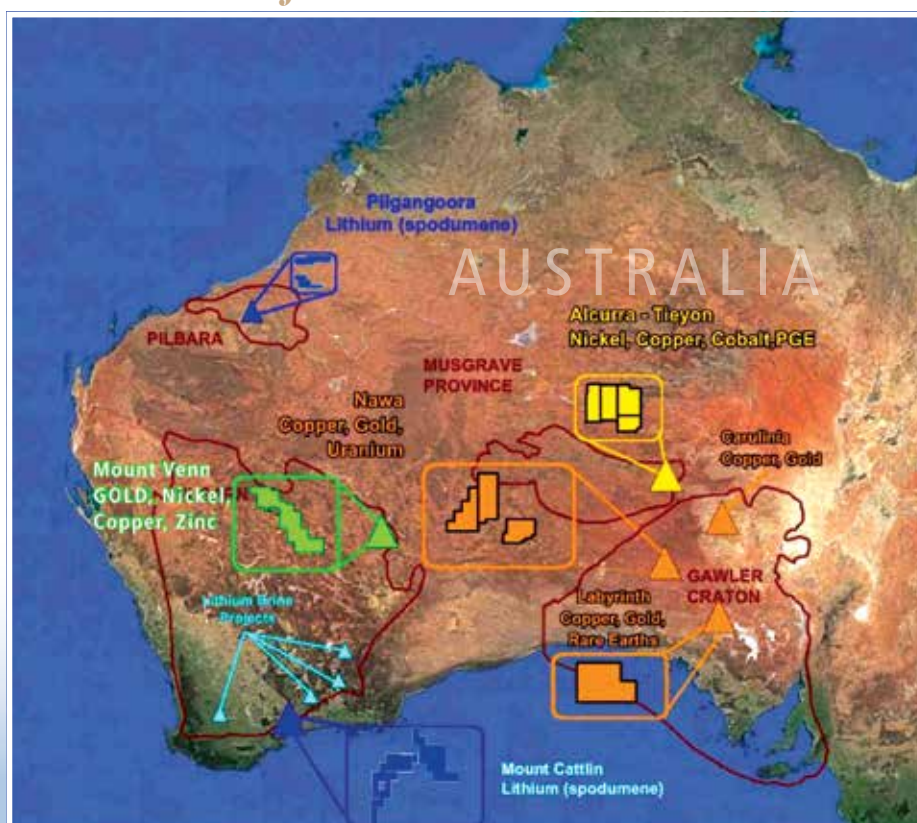 AUSTRALIA
Pilgangoora
Lithium (spodumene)
PILBARA
Alcurra - Tieyon
Nickel, Copper, Cobalt,PGE
MUSGRAVE
PROVINCE
Nawa
Copper, Gold,
Uranium
Carulinia
Copper, Gold
Mount Venn
GOLD, Nickel,
Copper, Zinc
Lithium Brine
Projects
Labyrinth
Copper, Gold,
Rare Earths
GAWLER
CRATON
Mount Cattlin
Lithium (spodumene)